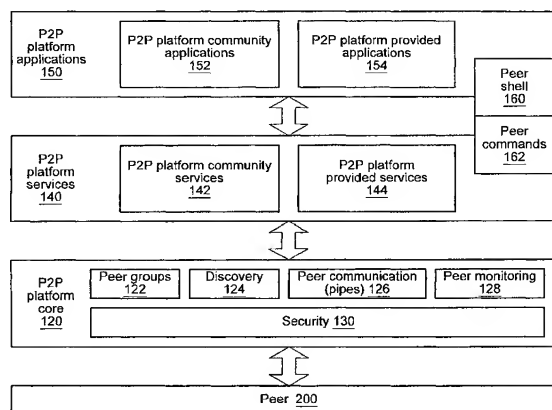 P2P
platform
applications
150
P2P platform community
applications
152
P2P platform provided
applications
154
Peer
shell
160
Peer
commands
162
P2P
platform
services
140
P2P platform community
services
142
P2P platform
provided services
144
P2P
platform
core
120
Peer groups
122
Discovery
124
Peer communication
(pipes) 126
Peer monitoring
128
Security 130
Peer 200